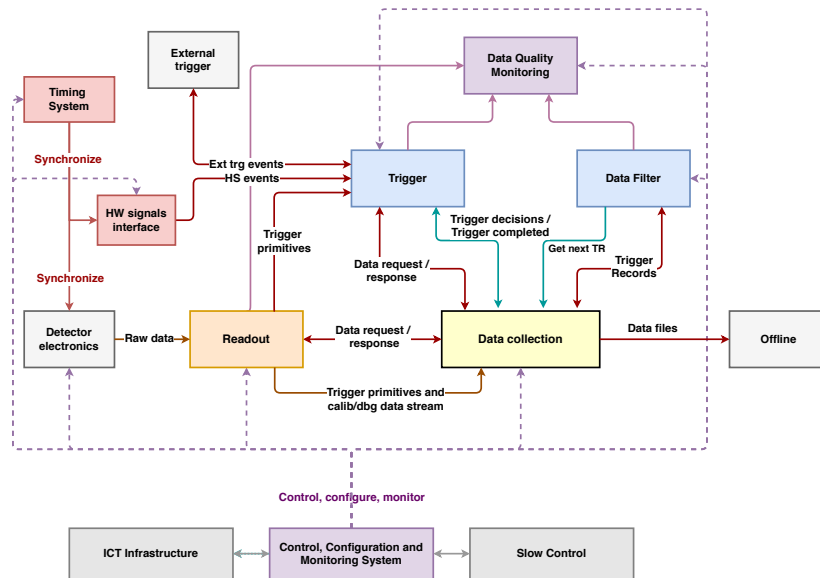 External
trigger
Data Quality
Monitoring
Timing
System
Synchronize
Ext trg events
HS events
Trigger
Data Filter
HW signals
interface
Trigger
primitives
Trigger decisions /
Trigger completed
Get next TR
Data request /
response
Trigger
Records
Synchronize
Detector
electronics
Raw data
Readout
Data request /
response
Data collection
Data files
Offline
Trigger primitives and
calib/dbg data stream
Control, configure, monitor
ICT Infrastructure
Control, Configuration and
Monitoring System
Slow Control